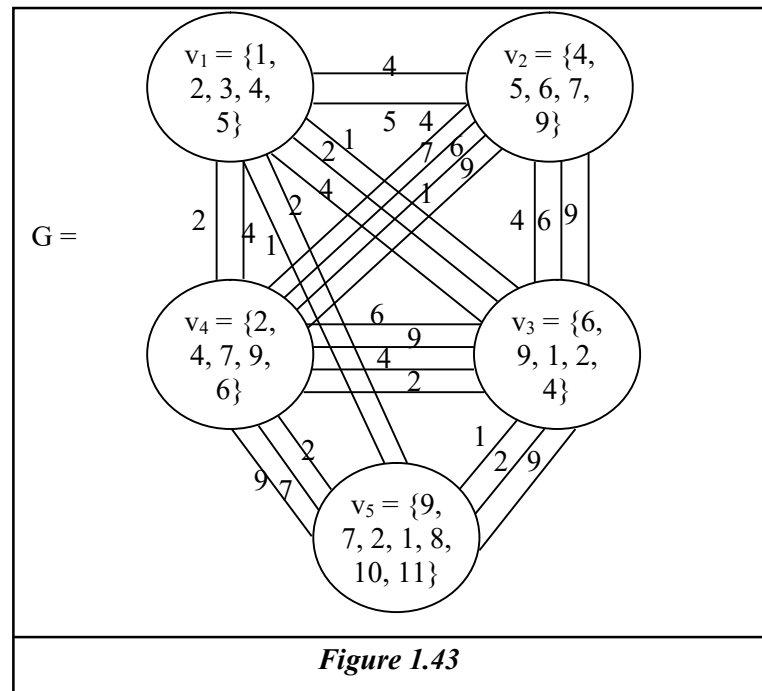 v₁ = {1,
2, 3, 4,
5}
v₂ = {4,
5, 6, 7,
9}
4
5 4
7 6
9
2 1
4
1
2
2
4
1
4 6 9
G =
v₄ = {2,
4, 7, 9,
6}
v₃ = {6,
9, 1, 2,
4}
6
9
4
2
2
9 7
1
2 9
v₅ = {9,
7, 2, 1, 8,
10, 11}
Figure 1.43